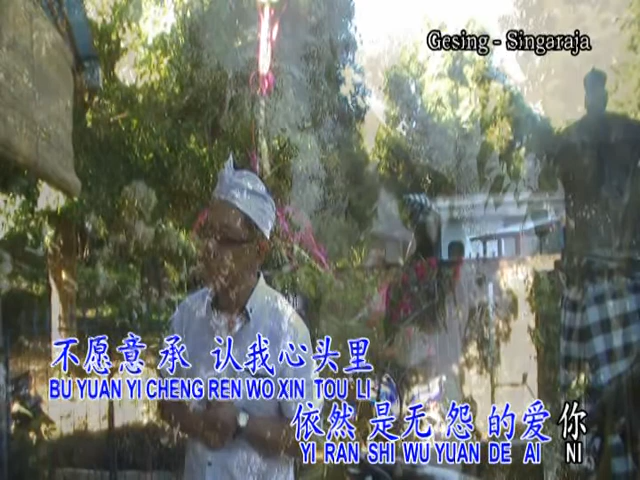 Gesing - Singaraja
不愿意承 认我心头里
BU YUAN YI CHENG REN WO XIN TOU LI
依然是无怨的爱你
YI RAN SHI WU YUAN DE AI NI